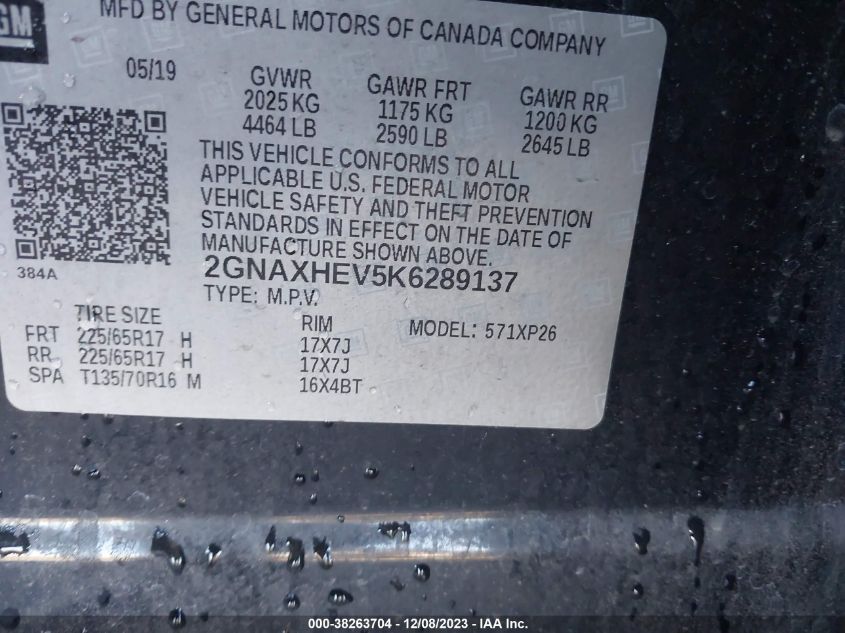 GM
MFD BY GENERAL MOTORS OF CANADA COMPANY
05/19 GVWR GAWR FRT GAWR RR
2025 KG 1175 KG 1200 KG
4464 LB 2590 LB 2645 LB
THIS VEHICLE CONFORMS TO ALL
APPLICABLE U.S. FEDERAL MOTOR
VEHICLE SAFETY AND THEFT PREVENTION
STANDARDS IN EFFECT ON THE DATE OF
MANUFACTURE SHOWN ABOVE.
384A
2GNAXHEV5K6289137
TYPE: M.P.V.
TIRE SIZE RIM MODEL: 571XP26
FRT 225/65R17 H 17X7J
RR 225/65R17 H 17X7J
SPA T135/70R16 M 16X4BT
000-38263704 - 12/08/2023 - IAA Inc.